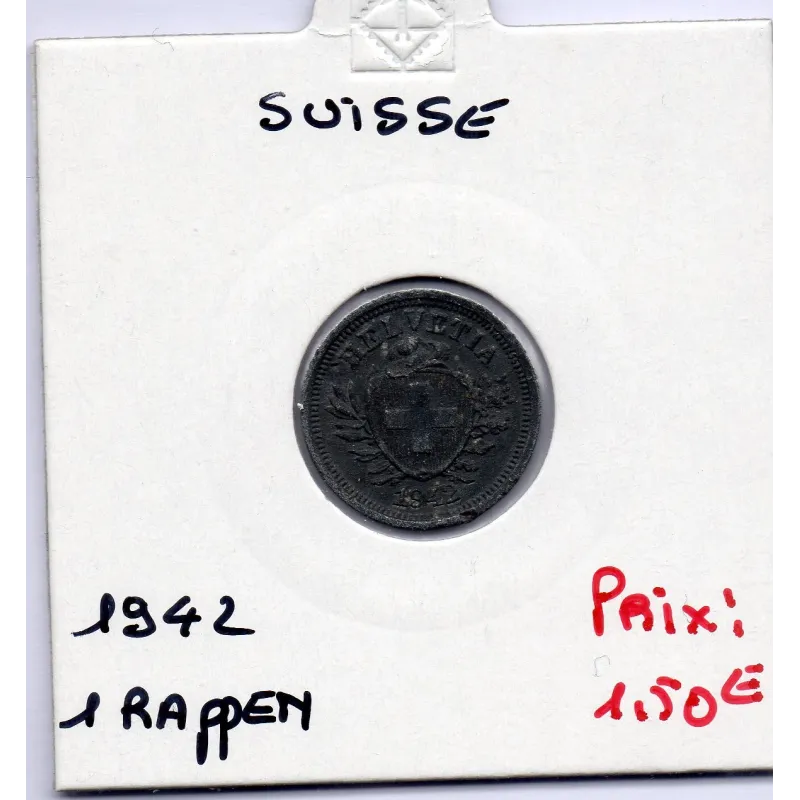 SUISSE
HELVETIA
1942
1942
1 RAPPEN
Prix:
1.50€